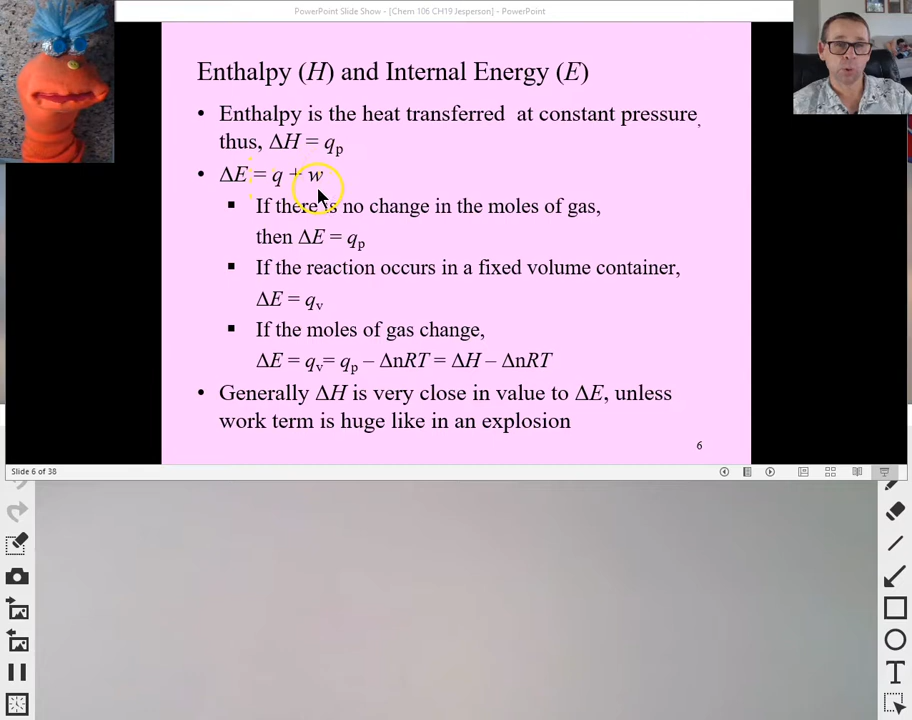 PowerPoint Slide Show - [Chem 106 CH19 Jesperson] - PowerPoint
Enthalpy (H) and Internal Energy (E)
• Enthalpy is the heat transferred at constant pressure,
thus, ΔH = qp
• ΔE = q + w
▪ If there is no change in the moles of gas,
then ΔE = qp
▪ If the reaction occurs in a fixed volume container,
ΔE = qv
▪ If the moles of gas change,
ΔE = qv= qp – ΔnRT = ΔH – ΔnRT
• Generally ΔH is very close in value to ΔE, unless
work term is huge like in an explosion
6
Slide 6 of 38
T